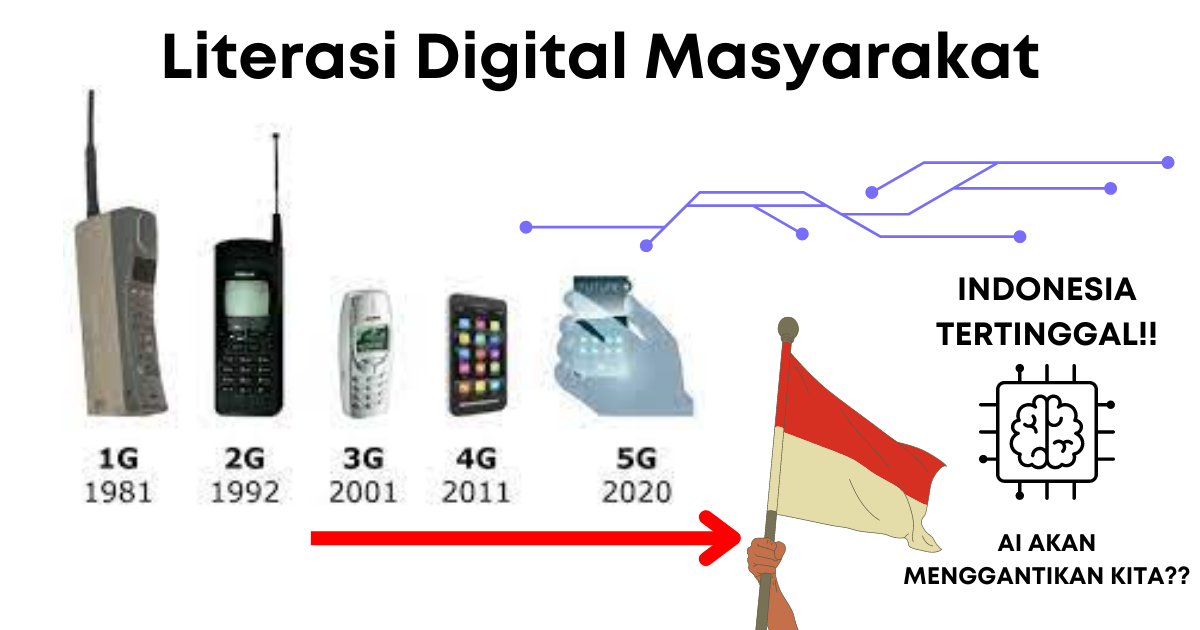 Literasi Digital Masyarakat
FUTURE
INDONESIA
TERTINGGAL!!
1G 2G 3G 4G 5G
1981 1992 2001 2011 2020
AI AKAN
MENGGANTIKAN KITA??